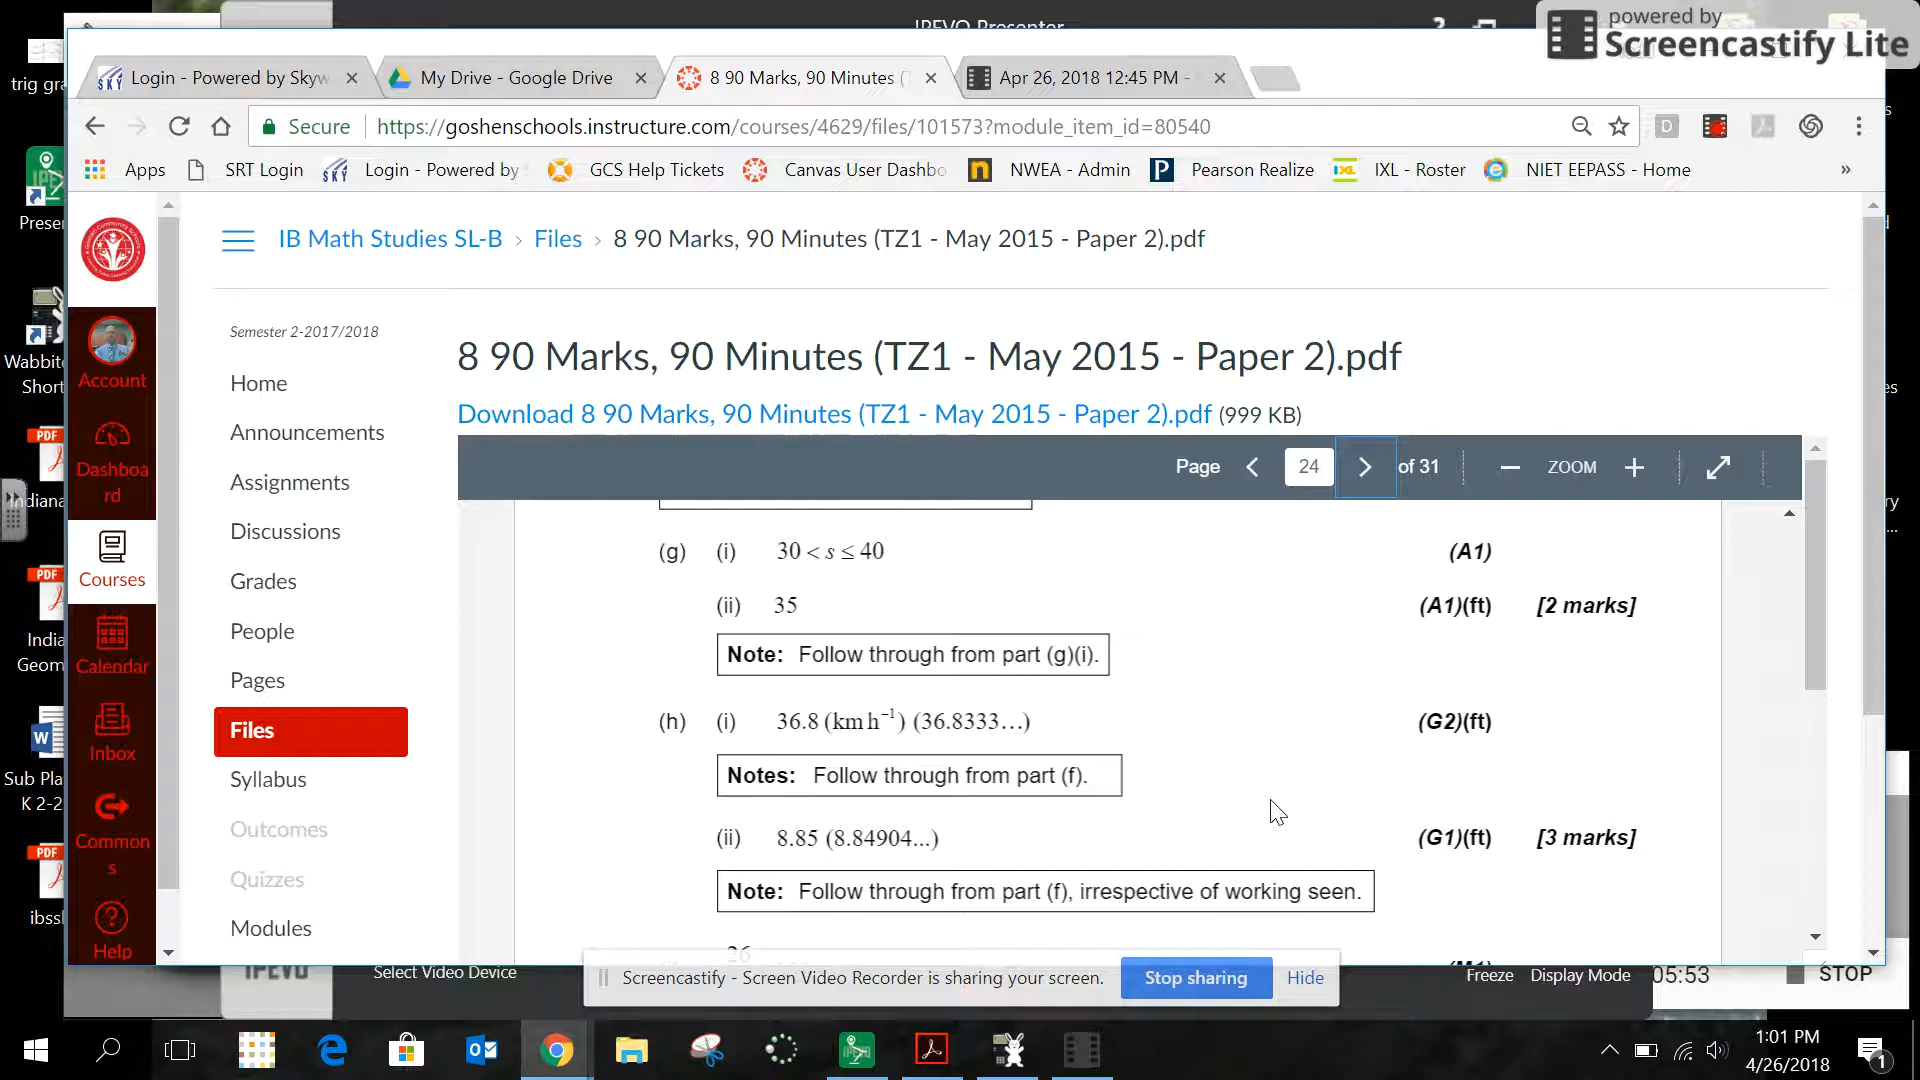 powered by
Screencastify Lite
trig gra
Login - Powered by Skyw
My Drive - Google Drive
8 90 Marks, 90 Minutes (
Apr 26, 2018 12:45 PM -
Secure
https://goshenschools.instructure.com/courses/4629/files/101573?module_item_id=80540
Apps
SRT Login
Login - Powered by
GCS Help Tickets
Canvas User Dashbo
NWEA - Admin
Pearson Realize
IXL - Roster
NIET EEPASS - Home
»
Presen
Wabbite
Short
Indiana
India
Geom
Sub Pla
K 2-2
ibssl
Account
Dashboa
rd
Courses
Calendar
Inbox
Common
s
Help
IB Math Studies SL-B › Files › 8 90 Marks, 90 Minutes (TZ1 - May 2015 - Paper 2).pdf
Semester 2-2017/2018
Home
Announcements
Assignments
Discussions
Grades
People
Pages
Files
Syllabus
Outcomes
Quizzes
Modules
8 90 Marks, 90 Minutes (TZ1 - May 2015 - Paper 2).pdf
Download 8 90 Marks, 90 Minutes (TZ1 - May 2015 - Paper 2).pdf (999 KB)
Page 24 of 31 ZOOM
(g) (i) 30 < s ≤ 40 (A1)
(ii) 35 (A1)(ft) [2 marks]
Note: Follow through from part (g)(i).
(h) (i) 36.8 (km h⁻¹) (36.8333…) (G2)(ft)
Notes: Follow through from part (f).
(ii) 8.85 (8.84904...) (G1)(ft) [3 marks]
Note: Follow through from part (f), irrespective of working seen.
26
IPEVO
Select Video Device
Screencastify - Screen Video Recorder is sharing your screen.
Stop sharing
Hide
Freeze
Display Mode
05:53
STOP
1:01 PM
4/26/2018
1